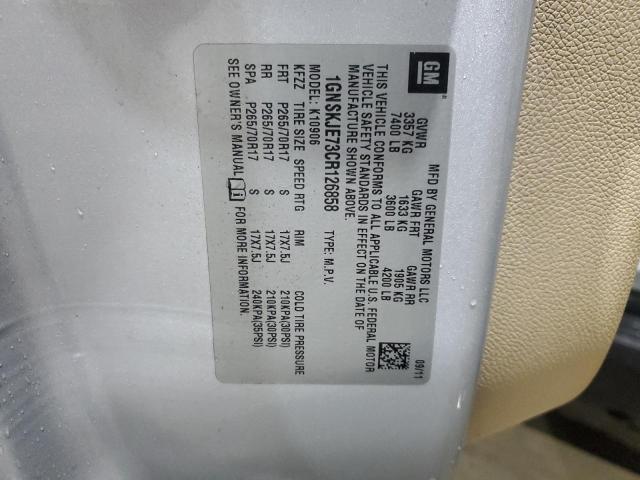 GM
MFD BY GENERAL MOTORS LLC
09/11
GVWR GAWR FRT GAWR RR
3357 KG 1633 KG 1905 KG
7400 LB 3600 LB 4200 LB
THIS VEHICLE CONFORMS TO ALL APPLICABLE U.S. FEDERAL MOTOR
VEHICLE SAFETY STANDARDS IN EFFECT ON THE DATE OF
MANUFACTURE SHOWN ABOVE.
1GNSKJE73CR126858 TYPE: M.P.V.
MODEL: K10906
KFZZ TIRE SIZE SPEED RTG RIM COLD TIRE PRESSURE
FRT P265/70R17 S 17X7.5J 210KPA(30PSI)
RR P265/70R17 S 17X7.5J 210KPA(30PSI)
SPA P265/70R17 S 17X7.5J 240KPA(35PSI)
SEE OWNER'S MANUAL FOR MORE INFORMATION.